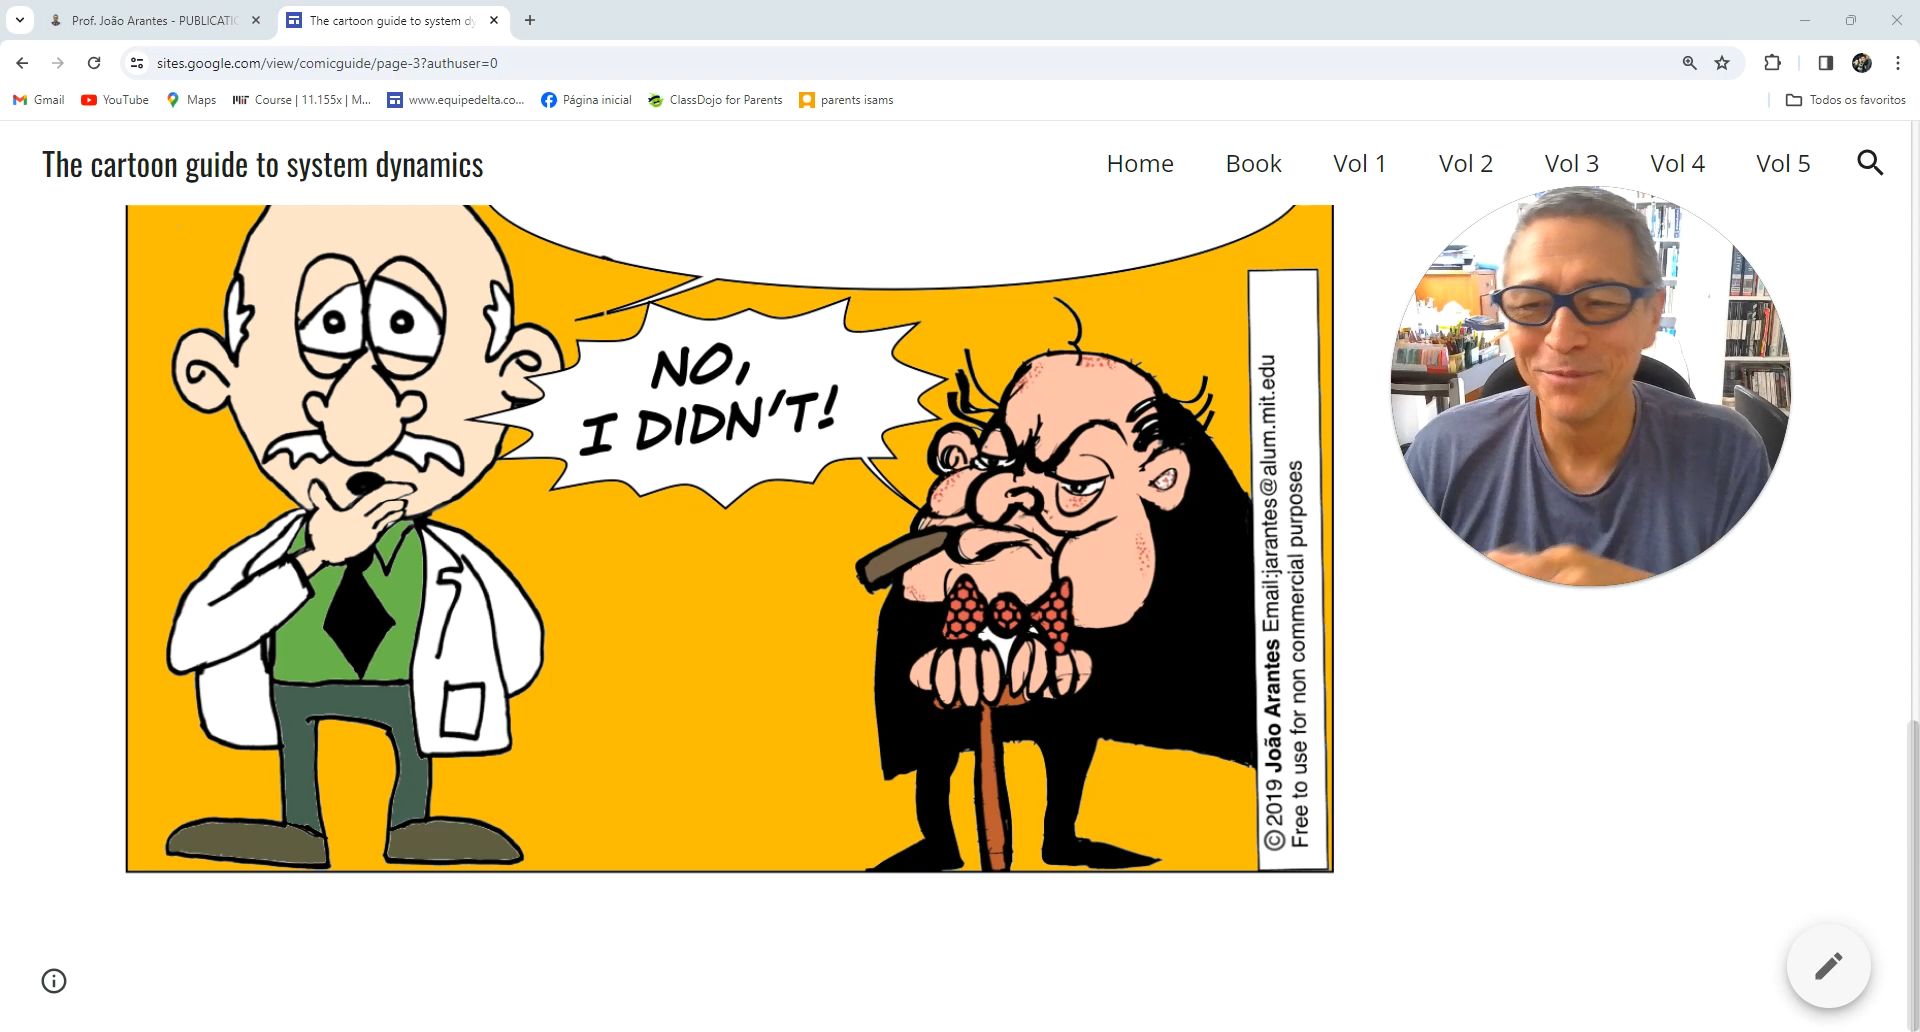 Prof. João Arantes - PUBLICATIC
The cartoon guide to system dy
sites.google.com/view/comicguide/page-3?authuser=0
Gmail
YouTube
Maps
Course | 11.155x | M...
www.equipedelta.co...
Página inicial
ClassDojo for Parents
parents isams
Todos os favoritos
The cartoon guide to system dynamics
Home
Book
Vol 1
Vol 2
Vol 3
Vol 4
Vol 5
NO,
I DIDN'T!
©2019 João Arantes Email:jarantes@alum.mit.edu
Free to use for non commercial purposes